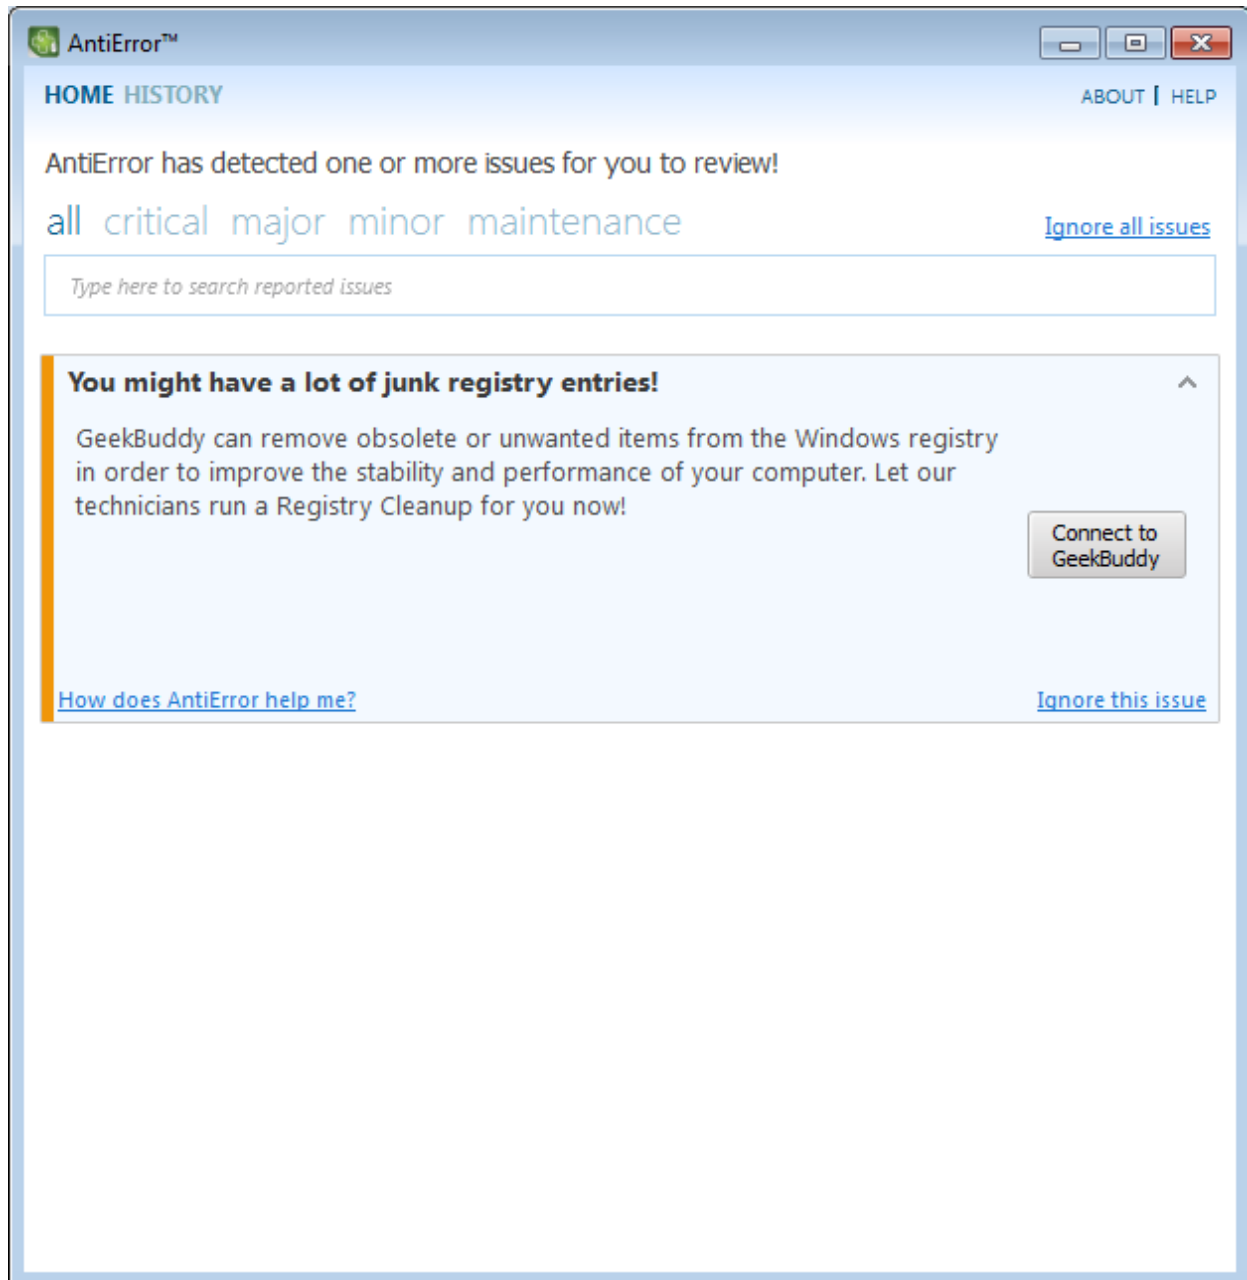 AntiError™
HOME HISTORY
ABOUT | HELP
AntiError has detected one or more issues for you to review!
all critical major minor maintenance
Ignore all issues
Type here to search reported issues
You might have a lot of junk registry entries!
GeekBuddy can remove obsolete or unwanted items from the Windows registry
in order to improve the stability and performance of your computer. Let our
technicians run a Registry Cleanup for you now!
Connect to
GeekBuddy
How does AntiError help me?
Ignore this issue